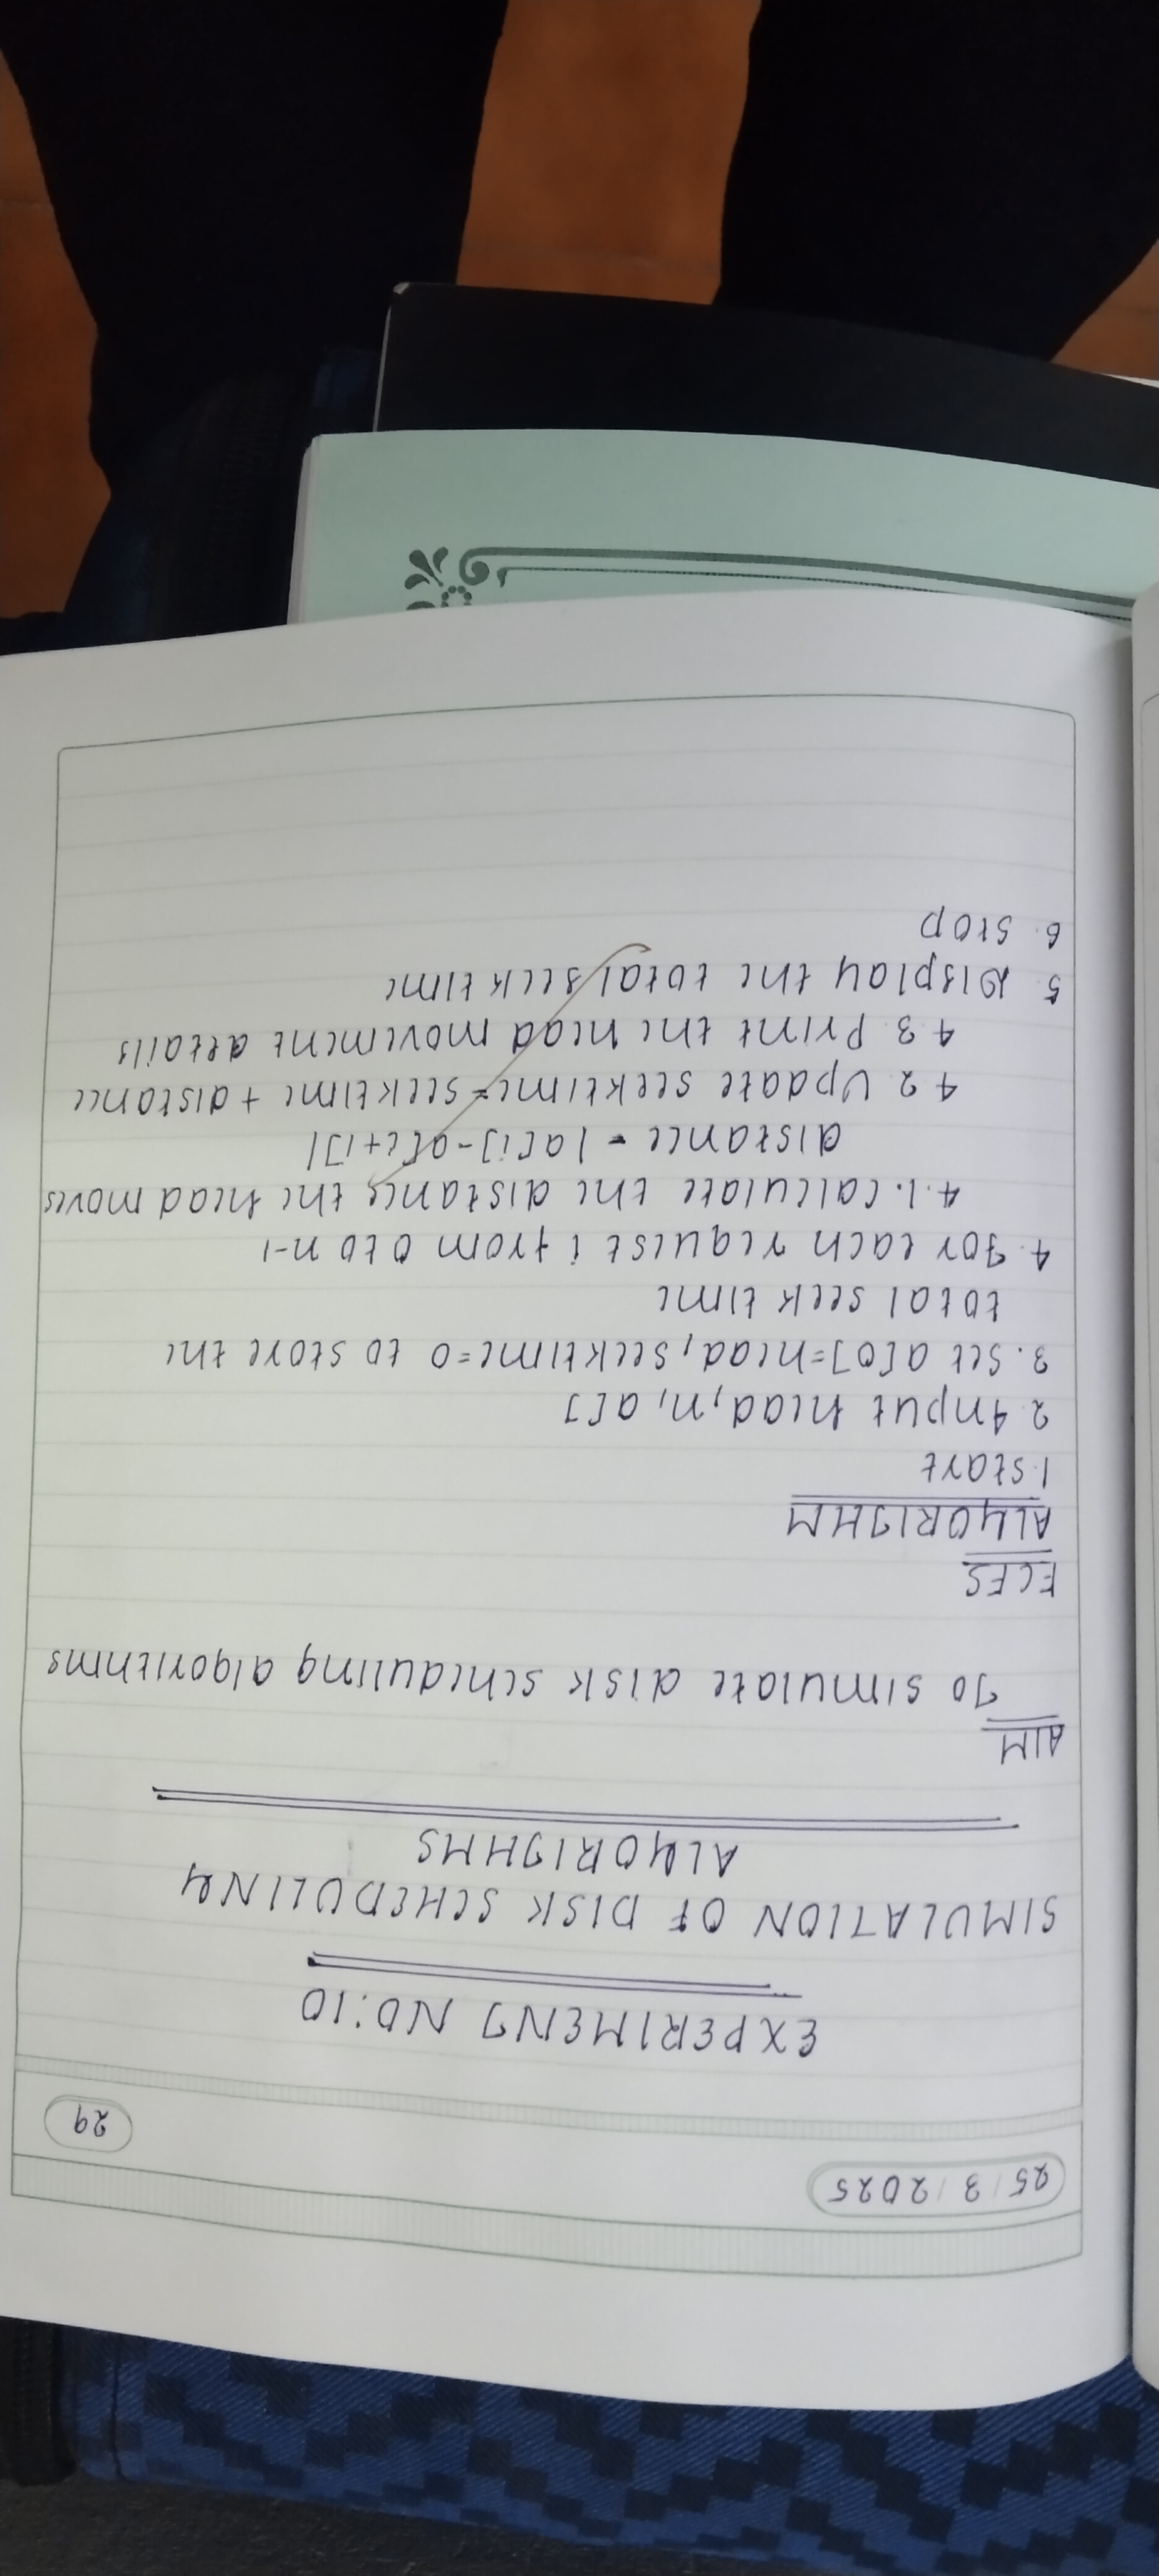 25/3/2025
29
EXPERIMENT NO:10
SIMULATION OF DISK SCHEDULING
ALGORITHMS
AIM
To simulate disk scheduling algorithms
FCFS
ALGORITHM
1. Start
2. Input head, n, a[]
3. Set a[0]=head, seektime=0 to store the
total seek time
4. For each request i from 0 to n-1
4.1. Calculate the distance the head moves
distance = |a[i]-a[i+1]|
4.2. Update seektime=seektime + distance
4.3. Print the head movement details
5. Display the total seek time
6. Stop